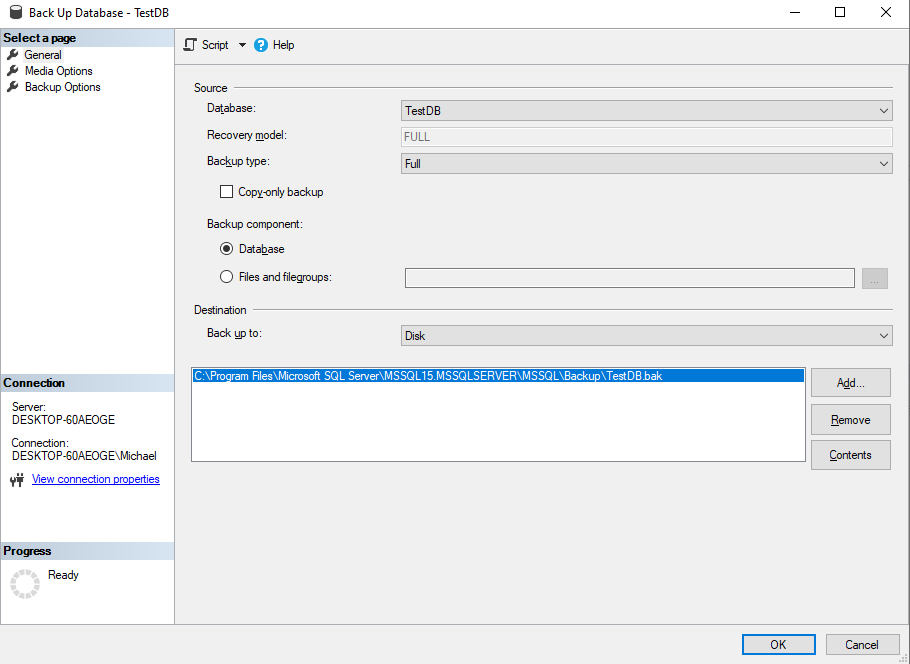 Back Up Database - TestDB
Select a page
General
Media Options
Backup Options
Script
Help
Source
Database:
TestDB
Recovery model:
FULL
Backup type:
Full
Copy-only backup
Backup component:
Database
Files and filegroups:
...
Destination
Back up to:
Disk
C:\Program Files\Microsoft SQL Server\MSSQL15.MSSQLSERVER\MSSQL\Backup\TestDB.bak
Add...
Remove
Contents
Connection
Server:
DESKTOP-60AEOGE
Connection:
DESKTOP-60AEOGE\Michael
View connection properties
Progress
Ready
OK
Cancel